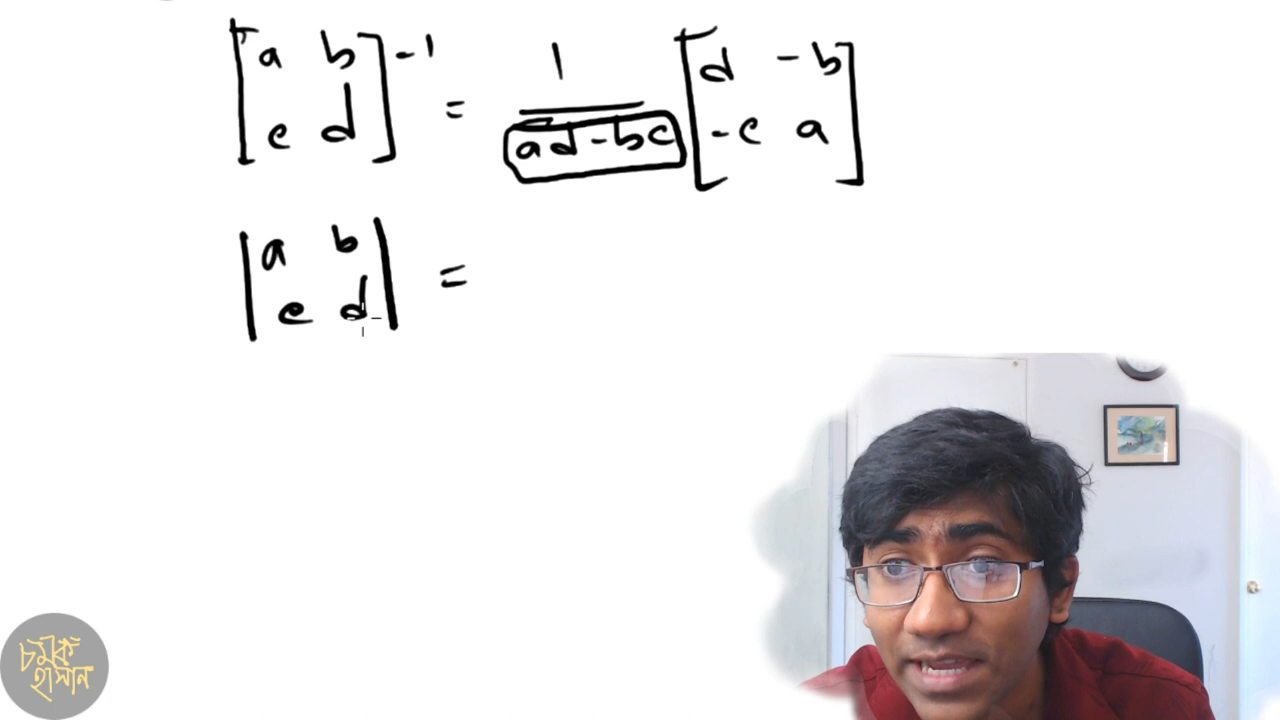 [a b
c d]⁻¹ = 1/(ad-bc) [d -b
-c a]
|a b
c d| =
চমক
হাসান